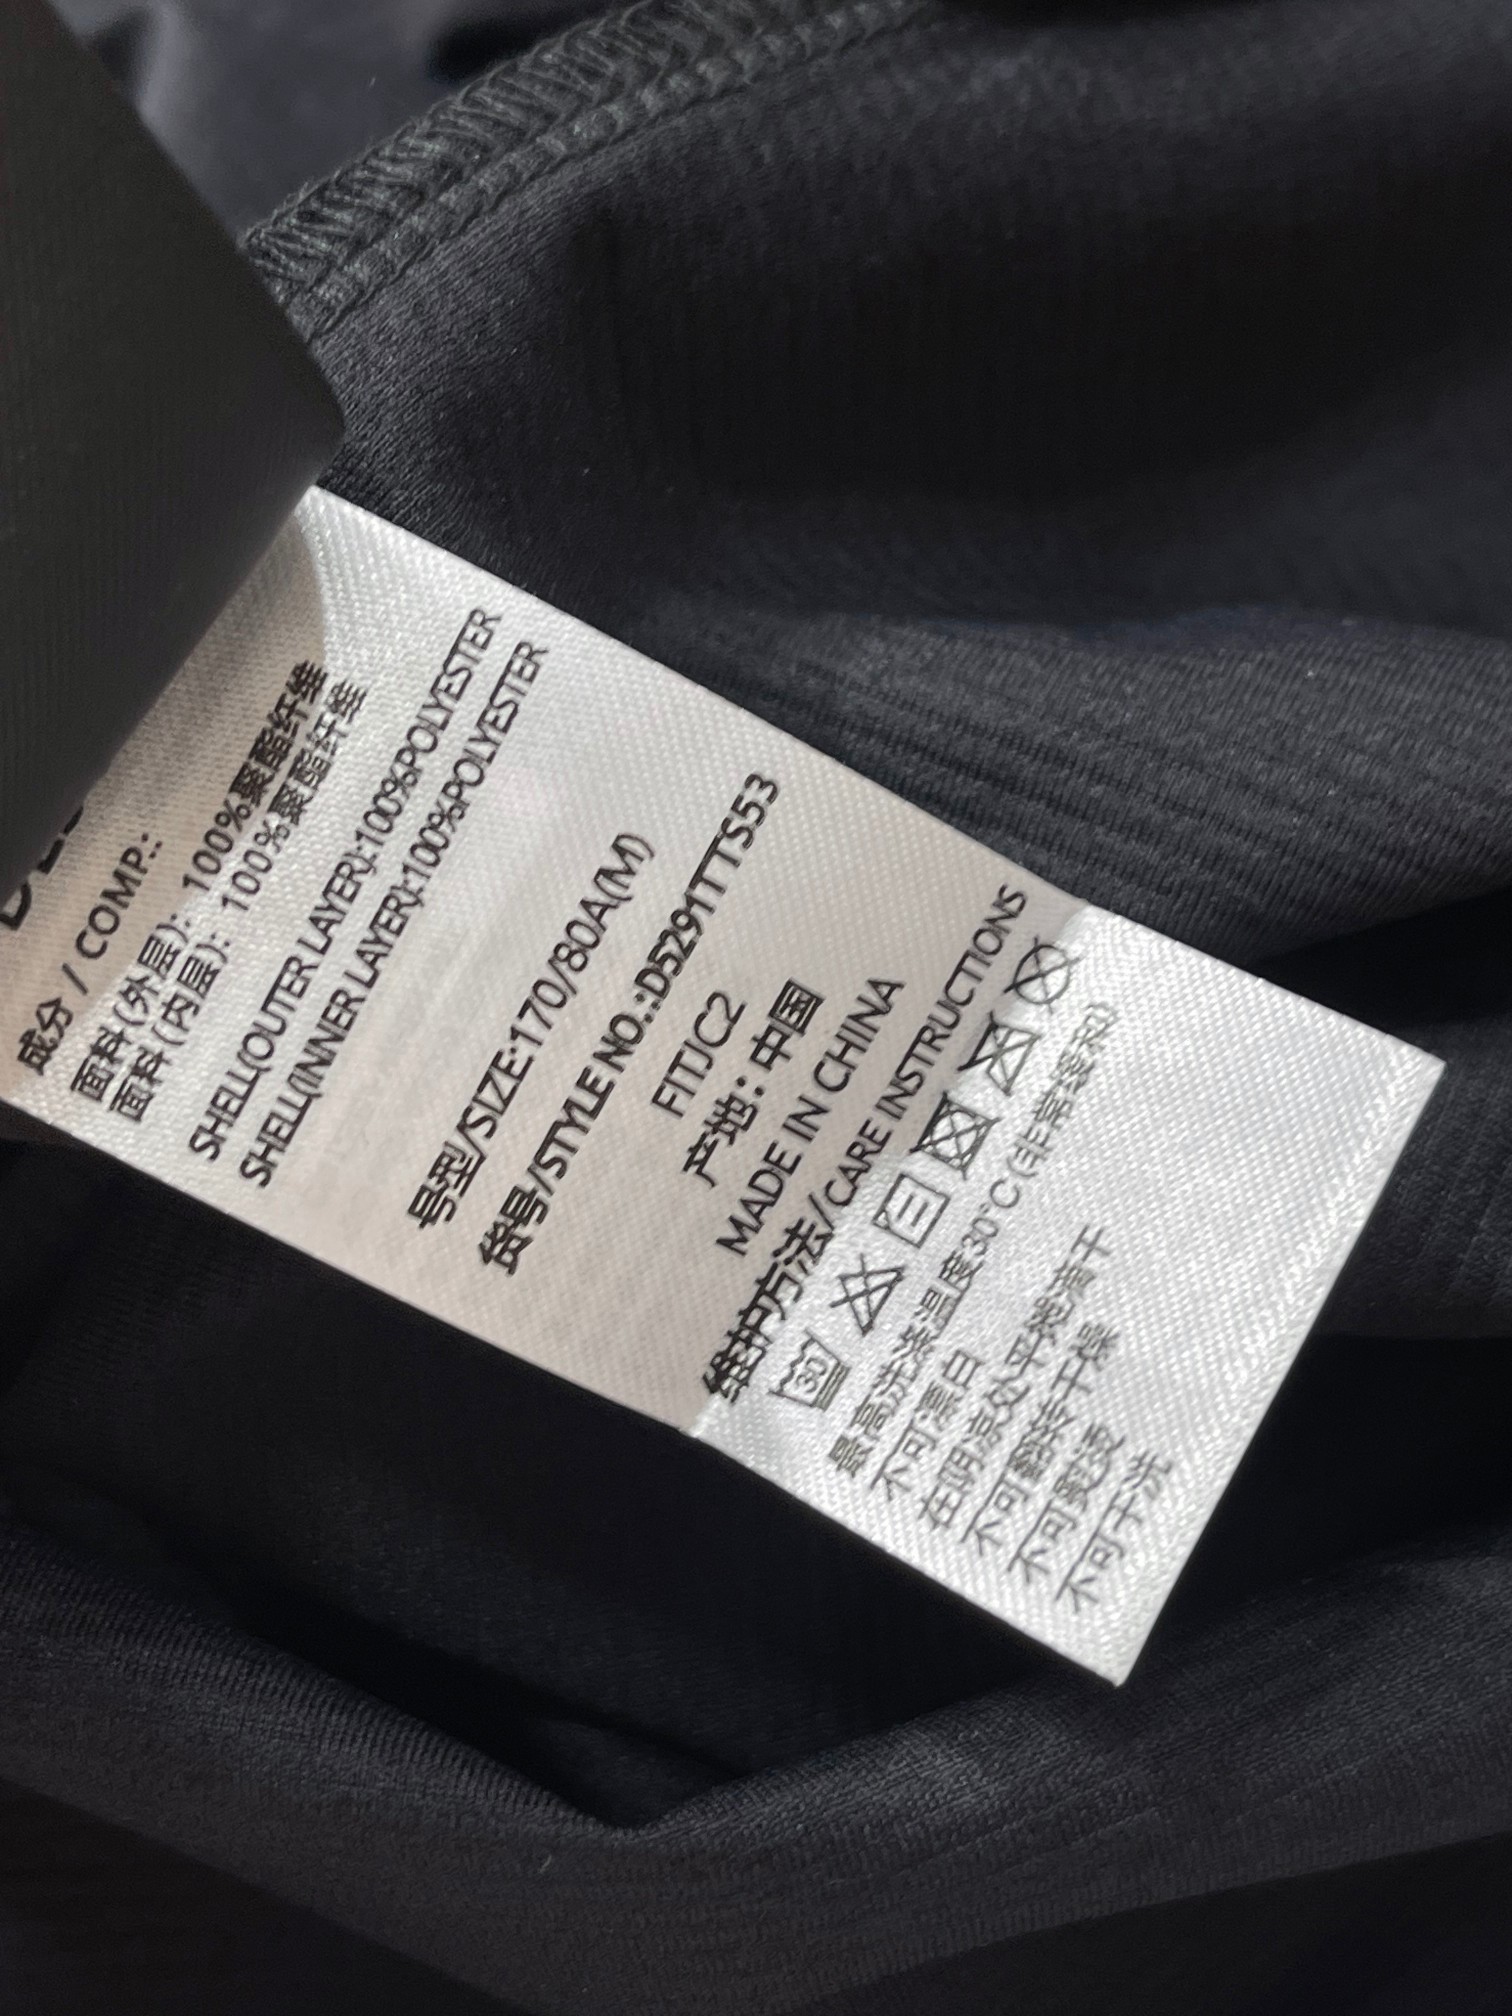 成分 / COMP.:
面料(外层): 100%聚酯纤维
面料(内层): 100%聚酯纤维
SHELL(OUTER LAYER):100%POLYESTER
SHELL(INNER LAYER):100%POLYESTER
号型/SIZE:170/80A(M)
货号/STYLE NO.:D5291TTS53
FITJC2
产地: 中国
MADE IN CHINA
维护方法/CARE INSTRUCTIONS
30
最高洗涤温度30°C(非常缓和)
不可漂白
在阴凉处平摊滴干
不可翻转干燥
不可熨烫
不可干洗